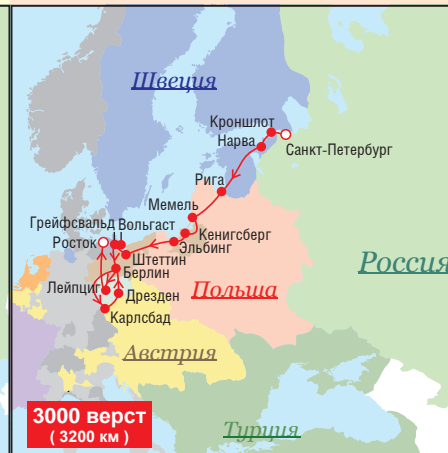 Швеция
Кроншлот
Нарва
Санкт-Петербург
Рига
Мемель
Грейфсвальд Вольгаст
Росток
Кенигсберг
Эльбинг
Штеттин
Берлин
Россия
Лейпциг
Дрезден
Польша
Карлсбад
Австрия
3000 верст
( 3200 км )
Турция